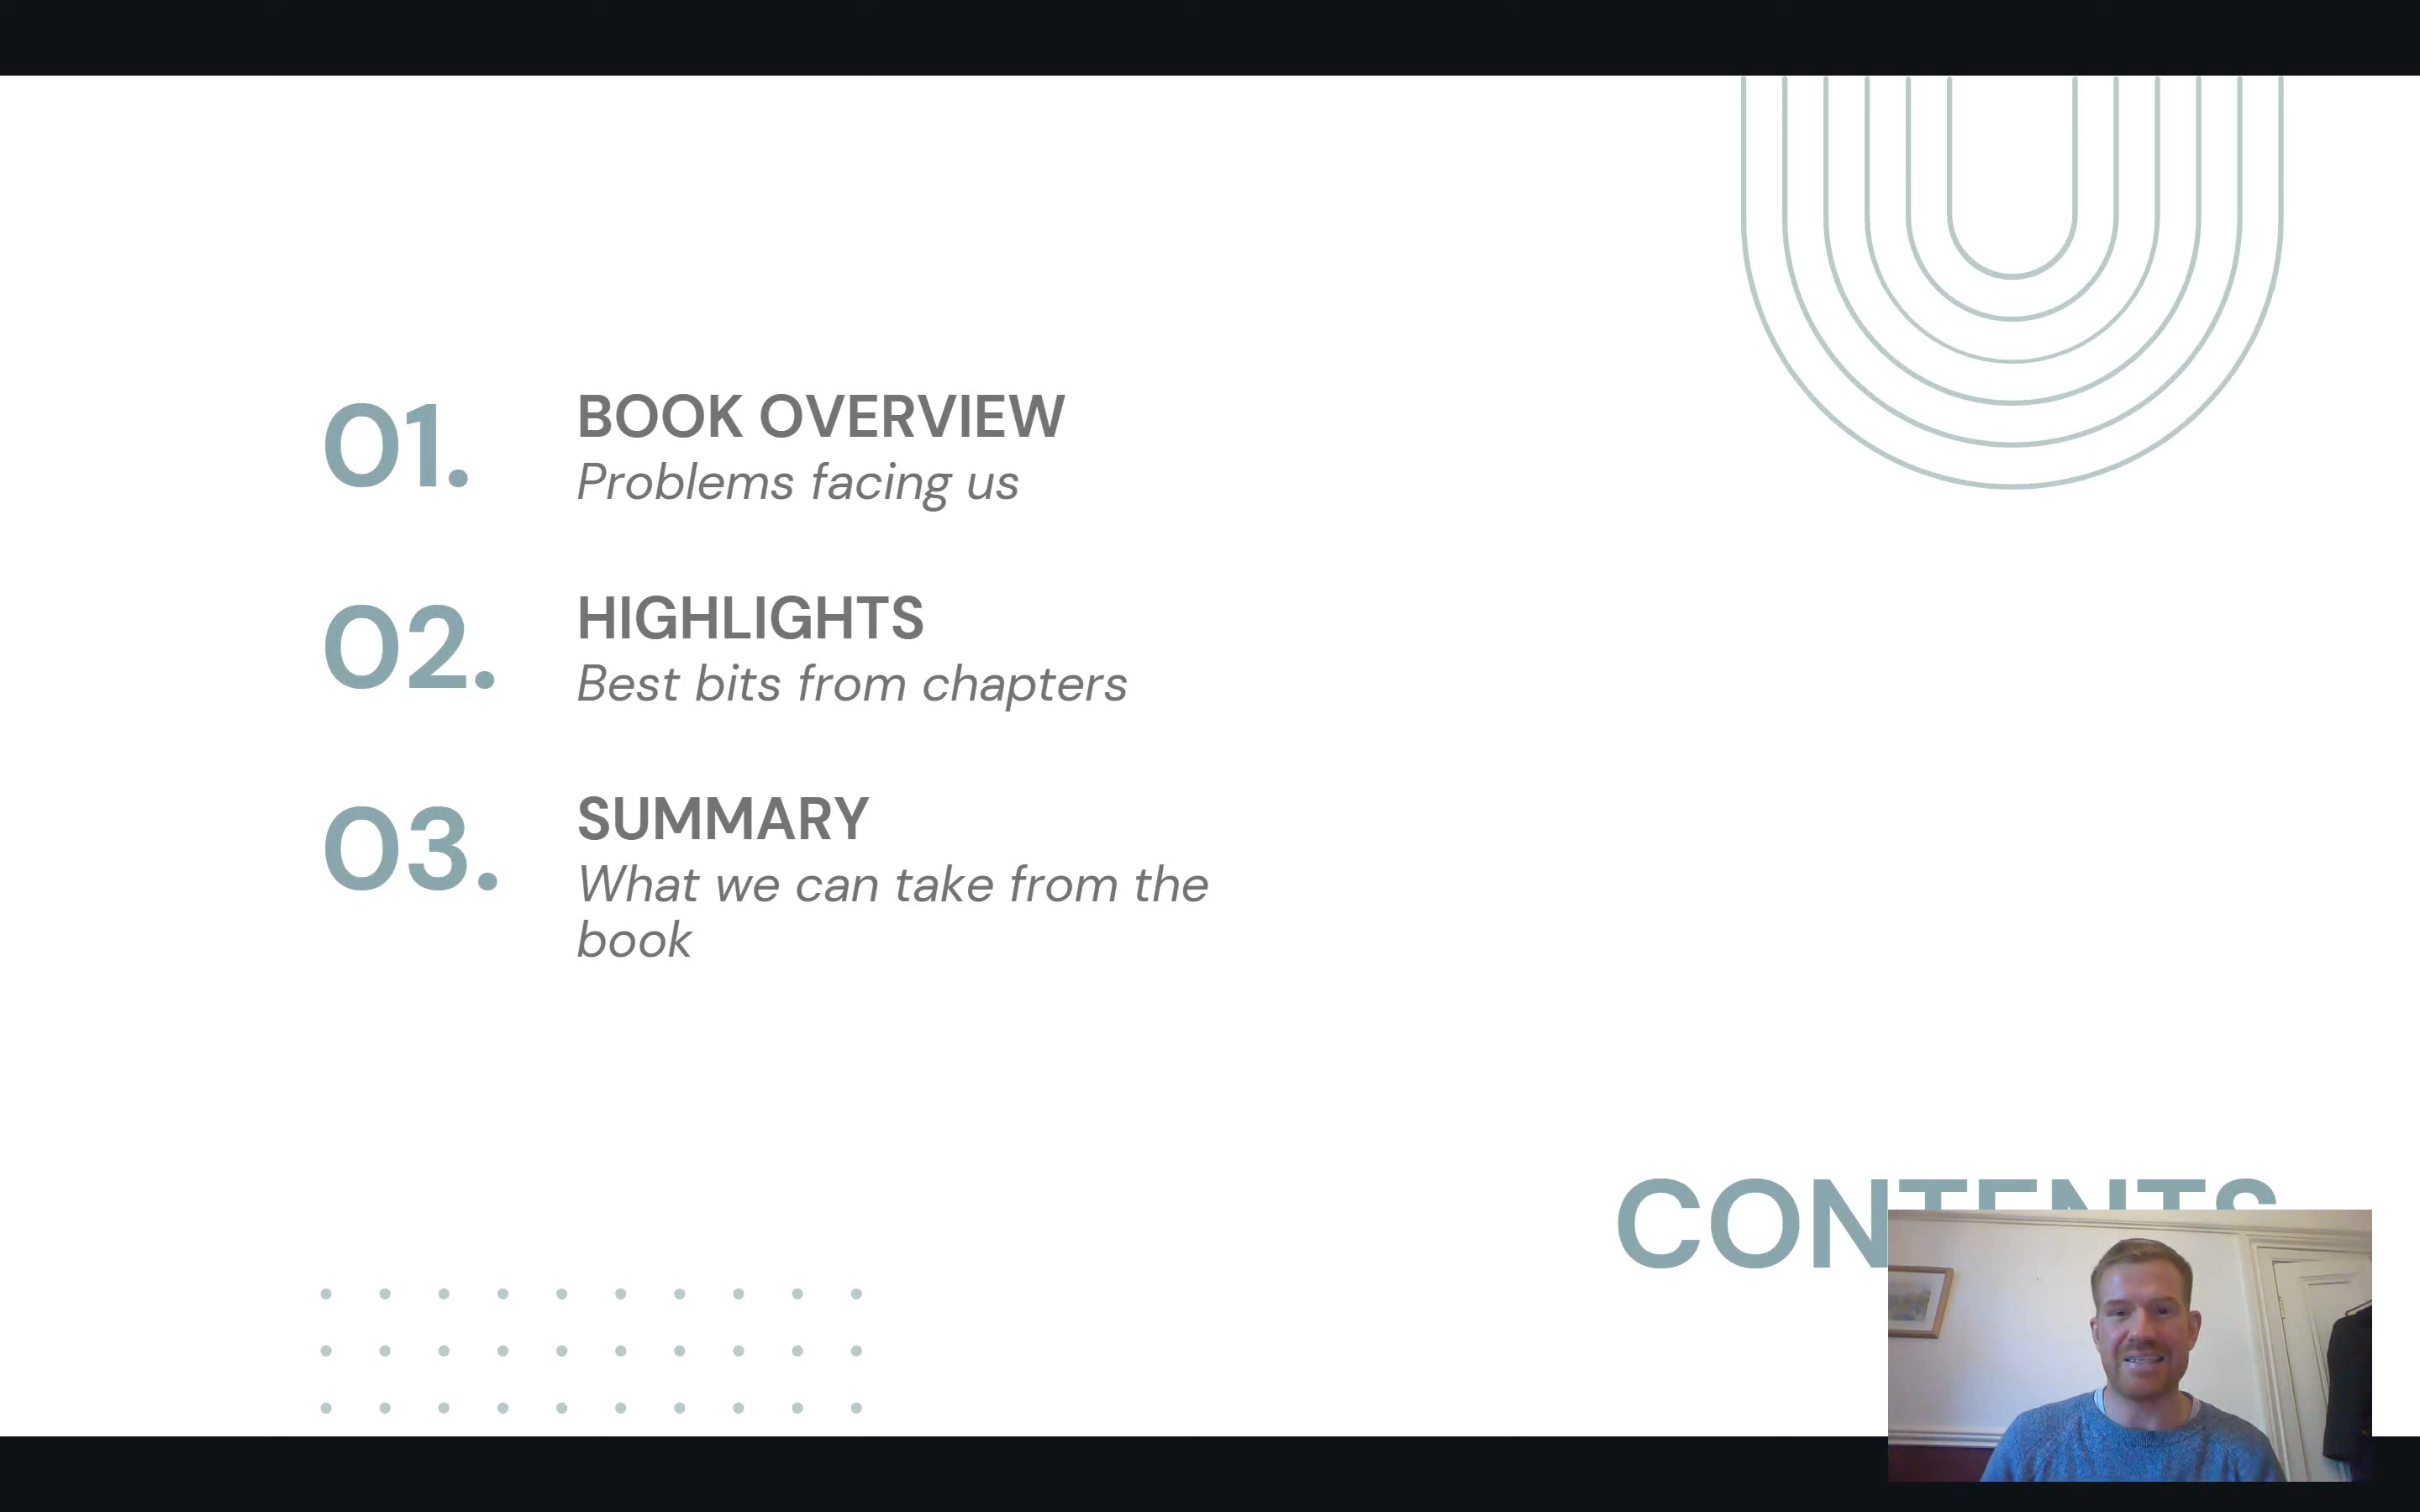 01.
BOOK OVERVIEW
Problems facing us
02.
HIGHLIGHTS
Best bits from chapters
03.
SUMMARY
What we can take from the
book
CONTENTS